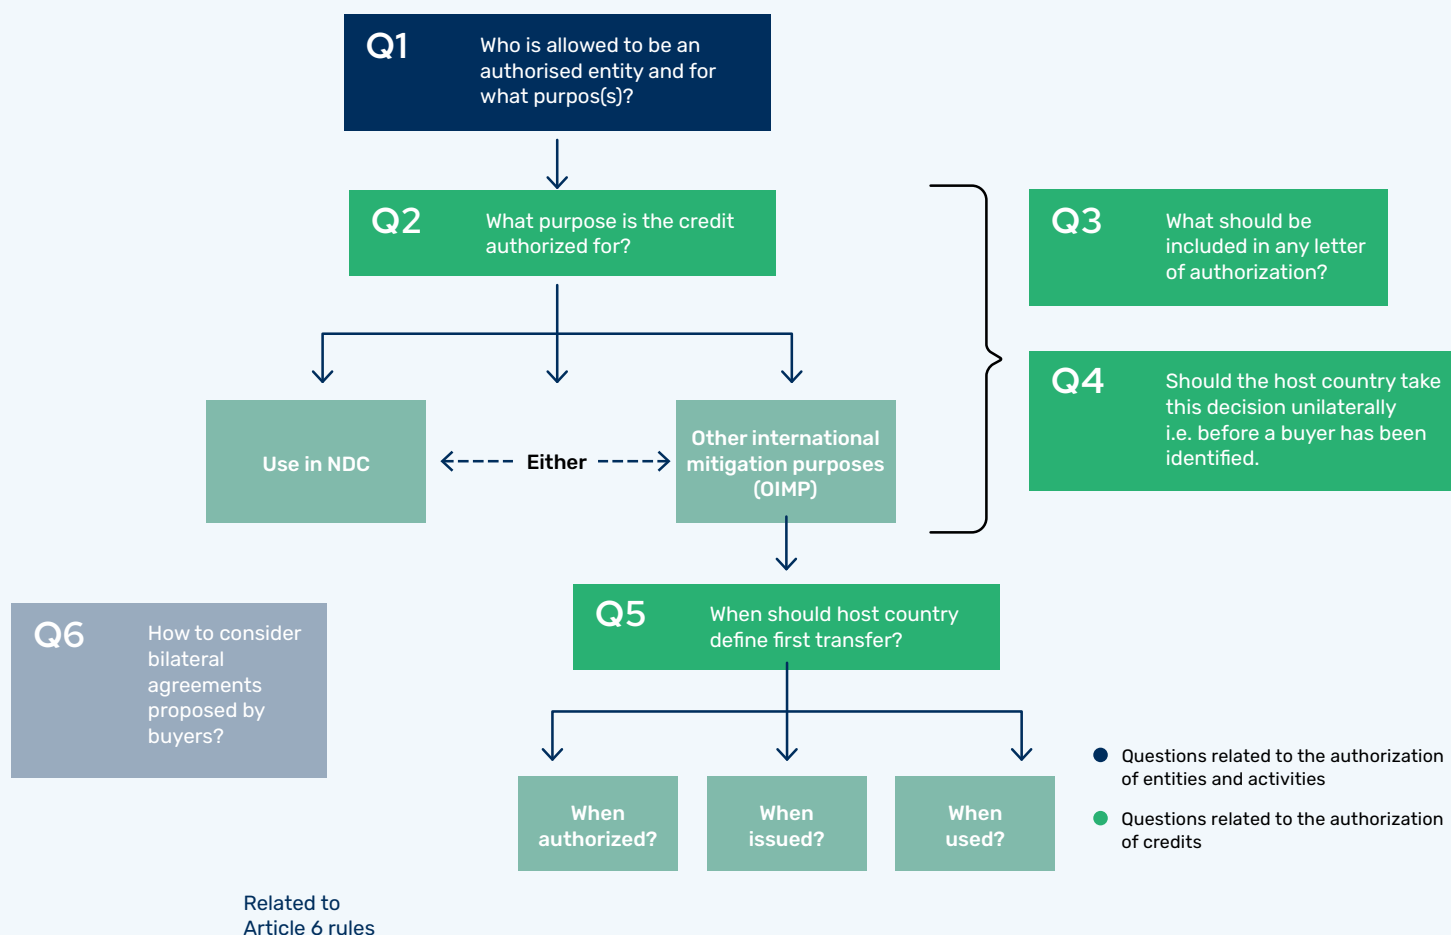 Q1
Who is allowed to be an
authorised entity and for
what purpos(s)?
Q2
What purpose is the credit
authorized for?
Q3
What should be
included in any letter
of authorization?
Q4
Should the host country take
this decision unilaterally
i.e. before a buyer has been
identified.
Use in NDC
Either
Other international
mitigation purposes
(OIMP)
Q5
When should host country
define first transfer?
Q6
How to consider
bilateral
agreements
proposed by
buyers?
When
authorized?
When
issued?
When
used?
Questions related to the authorization
of entities and activities
Questions related to the authorization
of credits
Related to
Article 6 rules